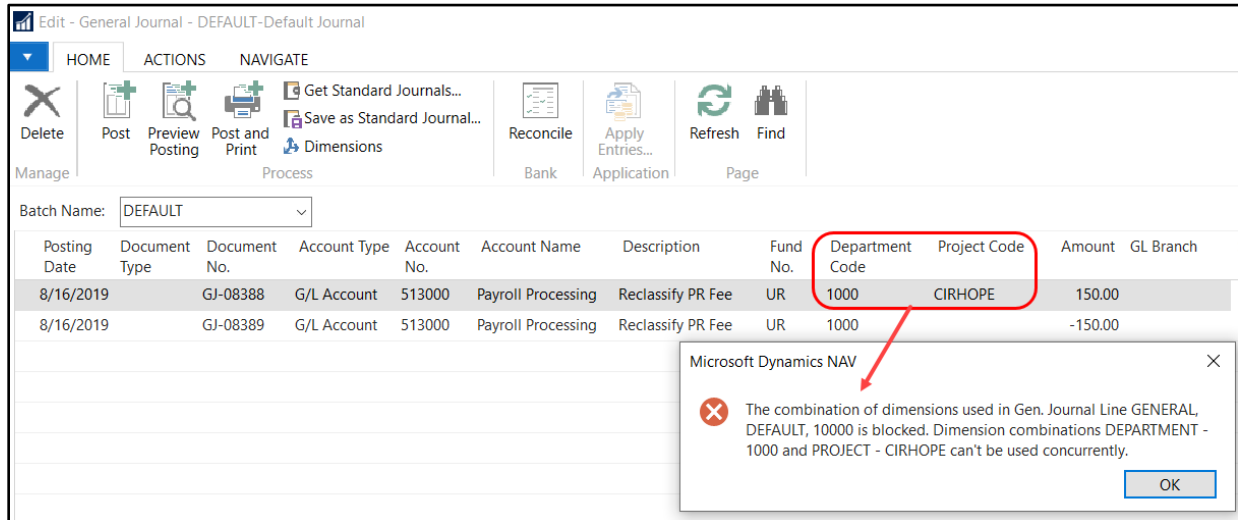 Edit - General Journal - DEFAULT-Default Journal
HOME ACTIONS NAVIGATE
Get Standard Journals...
Save as Standard Journal...
Dimensions
Delete Post Preview Posting Post and Print Reconcile Apply Entries... Refresh Find
Manage Process Bank Application Page
Batch Name: DEFAULT
Posting Document Document Account Type Account Account Name Description Fund Department Project Code Amount GL Branch
Date Type No. No. No. Code
8/16/2019 GJ-08388 G/L Account 513000 Payroll Processing Reclassify PR Fee UR 1000 CIRHOPE 150.00
8/16/2019 GJ-08389 G/L Account 513000 Payroll Processing Reclassify PR Fee UR 1000 -150.00
Microsoft Dynamics NAV
The combination of dimensions used in Gen. Journal Line GENERAL,
DEFAULT, 10000 is blocked. Dimension combinations DEPARTMENT -
1000 and PROJECT - CIRHOPE can't be used concurrently.
OK